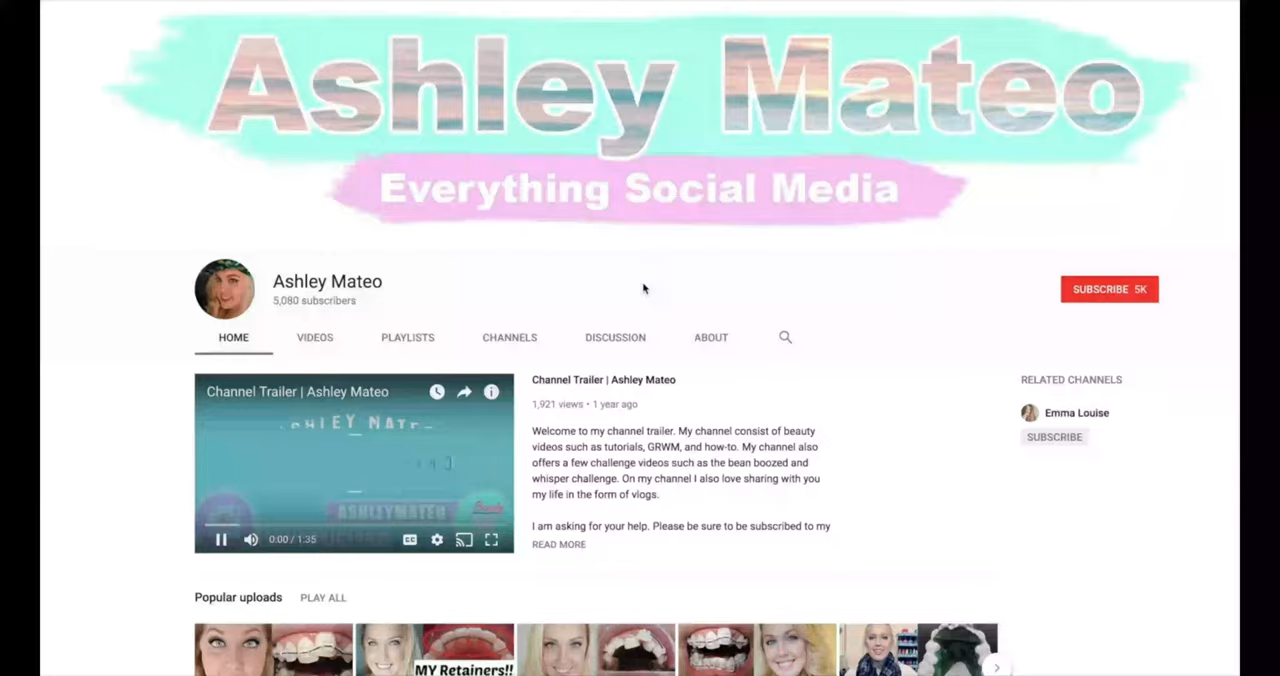 Ashley Mateo
Everything Social Media
Ashley Mateo
5,080 subscribers
SUBSCRIBE 5K
HOME VIDEOS PLAYLISTS CHANNELS DISCUSSION ABOUT
Channel Trailer | Ashley Mateo
ASHLEYMATEO
0:00 / 1:35
CC
Channel Trailer | Ashley Mateo
1,921 views • 1 year ago
Welcome to my channel trailer. My channel consist of beauty
videos such as tutorials, GRWM, and how-to. My channel also
offers a few challenge videos such as the bean boozed and
whisper challenge. On my channel I also love sharing with you
my life in the form of vlogs.
I am asking for your help. Please be sure to be subscribed to my
READ MORE
RELATED CHANNELS
Emma Louise
SUBSCRIBE
Popular uploads PLAY ALL
MY Retainers!!